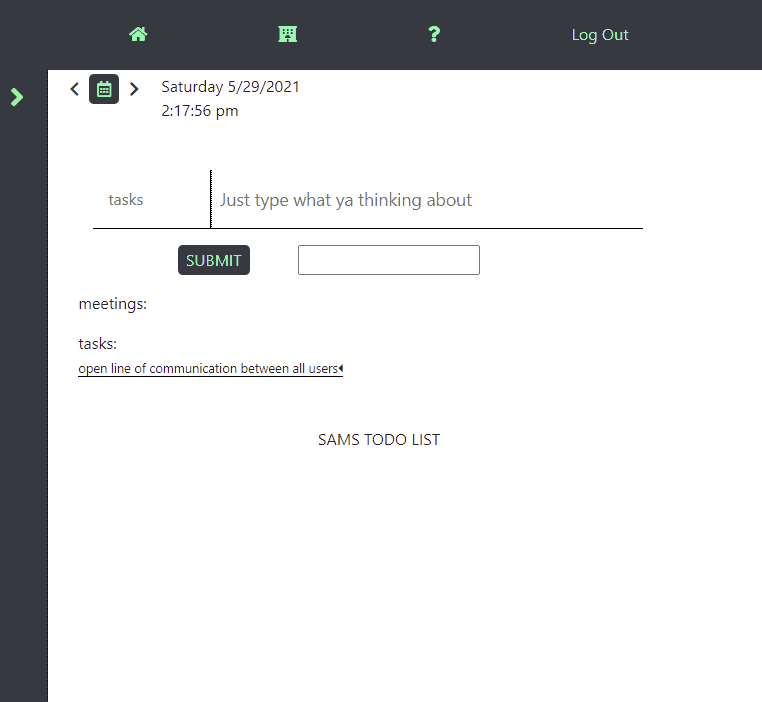 Log Out
Saturday 5/29/2021
2:17:56 pm
tasks
Just type what ya thinking about
SUBMIT
meetings:
tasks:
open line of communication between all users
SAMS TODO LIST